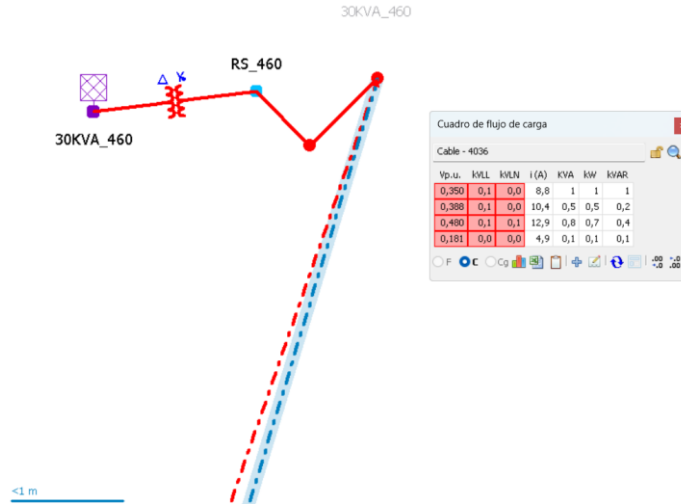 30KVA_460
RS_460
30KVA_460
Cuadro de flujo de carga
Cable - 4036
Vp.u. kVLL kVLN i (A) KVA kW kVAR
0,350 0,1 0,0 8,8 1 1 1
0,388 0,1 0,0 10,4 0,5 0,5 0,2
0,480 0,1 0,1 12,9 0,8 0,7 0,4
0,181 0,0 0,0 4,9 0,1 0,1 0,1
F C Cg
<1 m